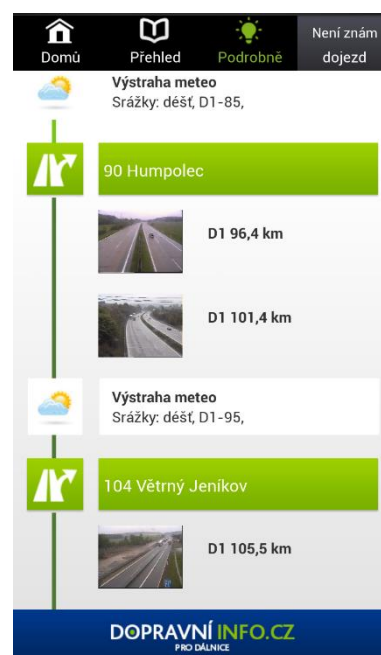 Domů
Přehled
Podrobně
Není znám
dojezd
Výstraha meteo
Srážky: déšť, D1-85,
90 Humpolec
D1 96,4 km
D1 101,4 km
Výstraha meteo
Srážky: déšť, D1-95,
104 Větrný Jeníkov
D1 105,5 km
DOPRAVNÍ INFO.CZ
PRO DÁLNICE